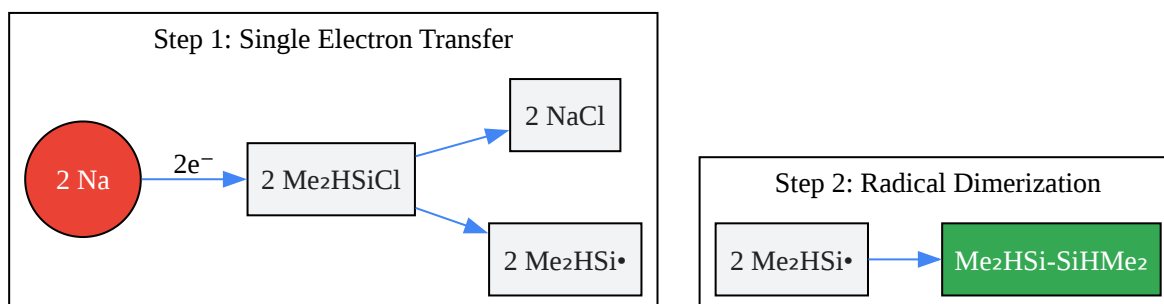 Step 1: Single Electron Transfer
2 Na
2e⁻
2 Me₂HSiCl
2 NaCl
2 Me₂HSi•
Step 2: Radical Dimerization
2 Me₂HSi•
Me₂HSi-SiHMe₂